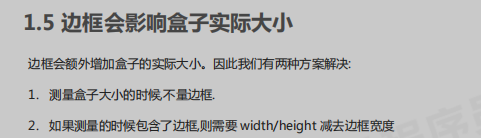 1.5 边框会影响盒子实际大小
边框会额外增加盒子的实际大小。因此我们有两种方案解决:
1. 测量盒子大小的时候,不量边框.
2. 如果测量的时候包含了边框,则需要 width/height 减去边框宽度